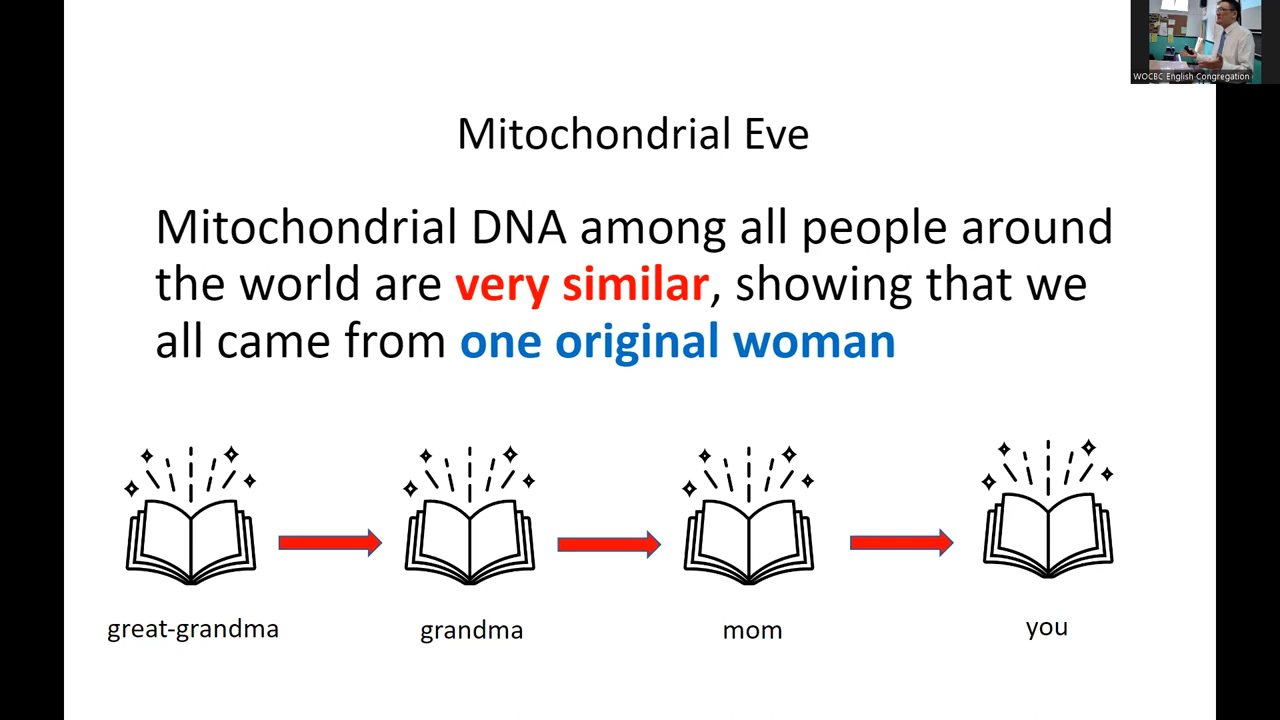 WOCBC English Congregation
Mitochondrial Eve
Mitochondrial DNA among all people around
the world are very similar, showing that we
all came from one original woman
great-grandma
grandma
mom
you